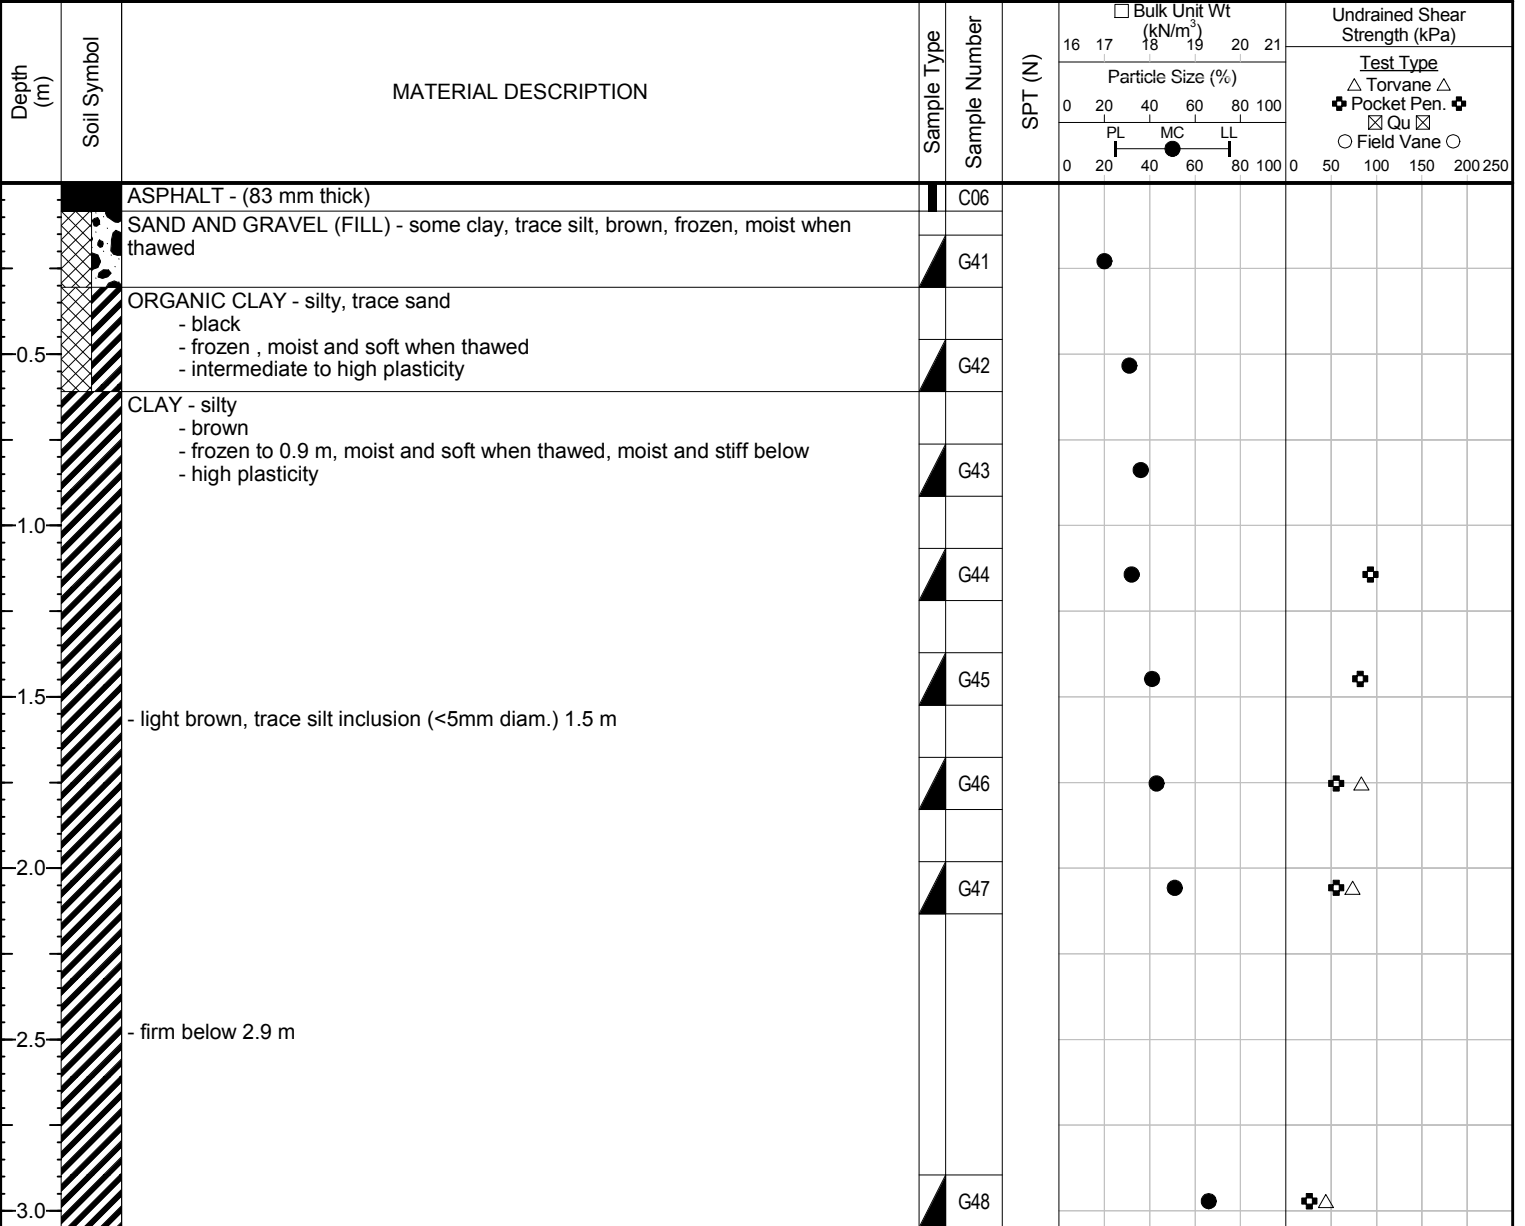 Depth
(m)
Soil Symbol
MATERIAL DESCRIPTION
Sample Type
Sample Number
SPT (N)
□ Bulk Unit Wt
(kN/m³)
16 17 18 19 20 21
Particle Size (%)
0 20 40 60 80 100
PL MC LL
0 20 40 60 80 100
Undrained Shear
Strength (kPa)
Test Type
△ Torvane △
Pocket Pen.
☒ Qu ☒
○ Field Vane ○
0 50 100 150 200 250
ASPHALT - (83 mm thick)
C06
SAND AND GRAVEL (FILL) - some clay, trace silt, brown, frozen, moist when
thawed
G41
ORGANIC CLAY - silty, trace sand
- black
- frozen , moist and soft when thawed
- intermediate to high plasticity
0.5
G42
CLAY - silty
- brown
- frozen to 0.9 m, moist and soft when thawed, moist and stiff below
- high plasticity
G43
1.0
G44
G45
1.5
- light brown, trace silt inclusion (<5mm diam.) 1.5 m
G46
2.0
G47
- firm below 2.9 m
2.5
G48
3.0